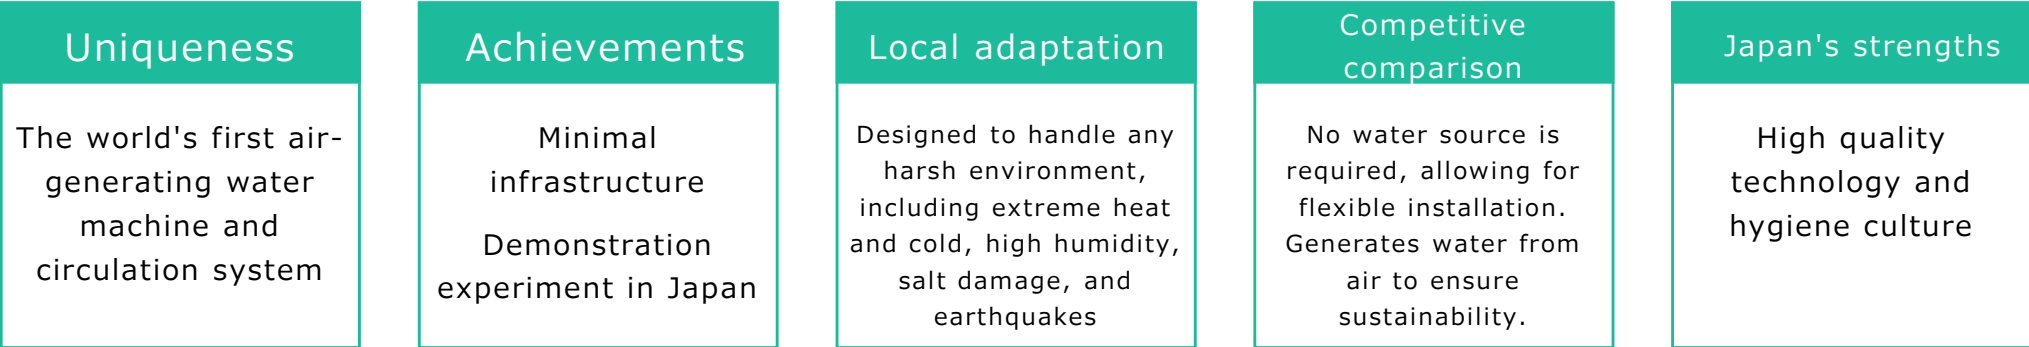 Uniqueness
The world's first air-
generating water
machine and
circulation system
Achievements
Minimal
infrastructure
Demonstration
experiment in Japan
Local adaptation
Designed to handle any
harsh environment,
including extreme heat
and cold, high humidity,
salt damage, and
earthquakes
Competitive
comparison
No water source is
required, allowing for
flexible installation.
Generates water from
air to ensure
sustainability.
Japan's strengths
High quality
technology and
hygiene culture